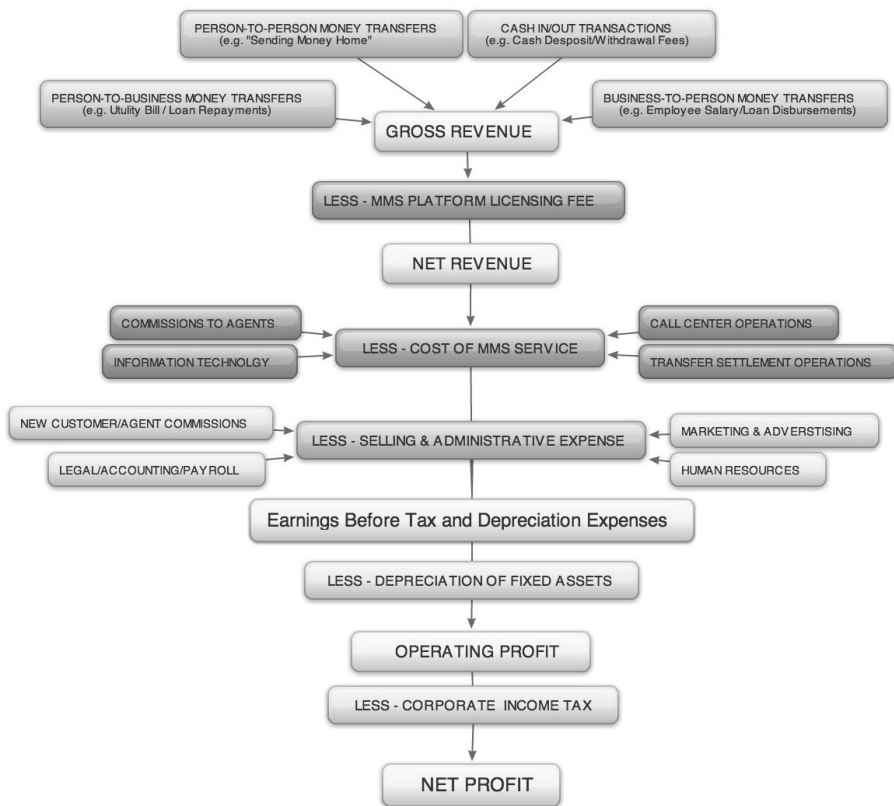 PERSON-TO-PERSON MONEY TRANSFERS
(e.g. "Sending Money Home"
CASH IN/OUT TRANSACTIONS
(e.g. Cash Desposit/Withdrawal Fees)
PERSON-TO-BUSINESS MONEY TRANSFERS
(e.g. Utulity Bill / Loan Repayments)
BUSINESS-TO-PERSON MONEY TRANSFERS
(e.g. Employee Salary/Loan Disbursements)
GROSS REVENUE
LESS - MMS PLATFORM LICENSING FEE
NET REVENUE
COMMISSIONS TO AGENTS
CALL CENTER OPERATIONS
LESS - COST OF MMS SERVICE
INFORMATION TECHNOLGY
TRANSFER SETTLEMENT OPERATIONS
NEW CUSTOMER/AGENT COMMISSIONS
MARKETING & ADVERSTISING
LESS - SELLING & ADMINISTRATIVE EXPENSE
LEGAL/ACCOUNTING/PAYROLL
HUMAN RESOURCES
Earnings Before Tax and Depreciation Expenses
LESS - DEPRECIATION OF FIXED ASSETS
OPERATING PROFIT
LESS - CORPORATE INCOME TAX
NET PROFIT